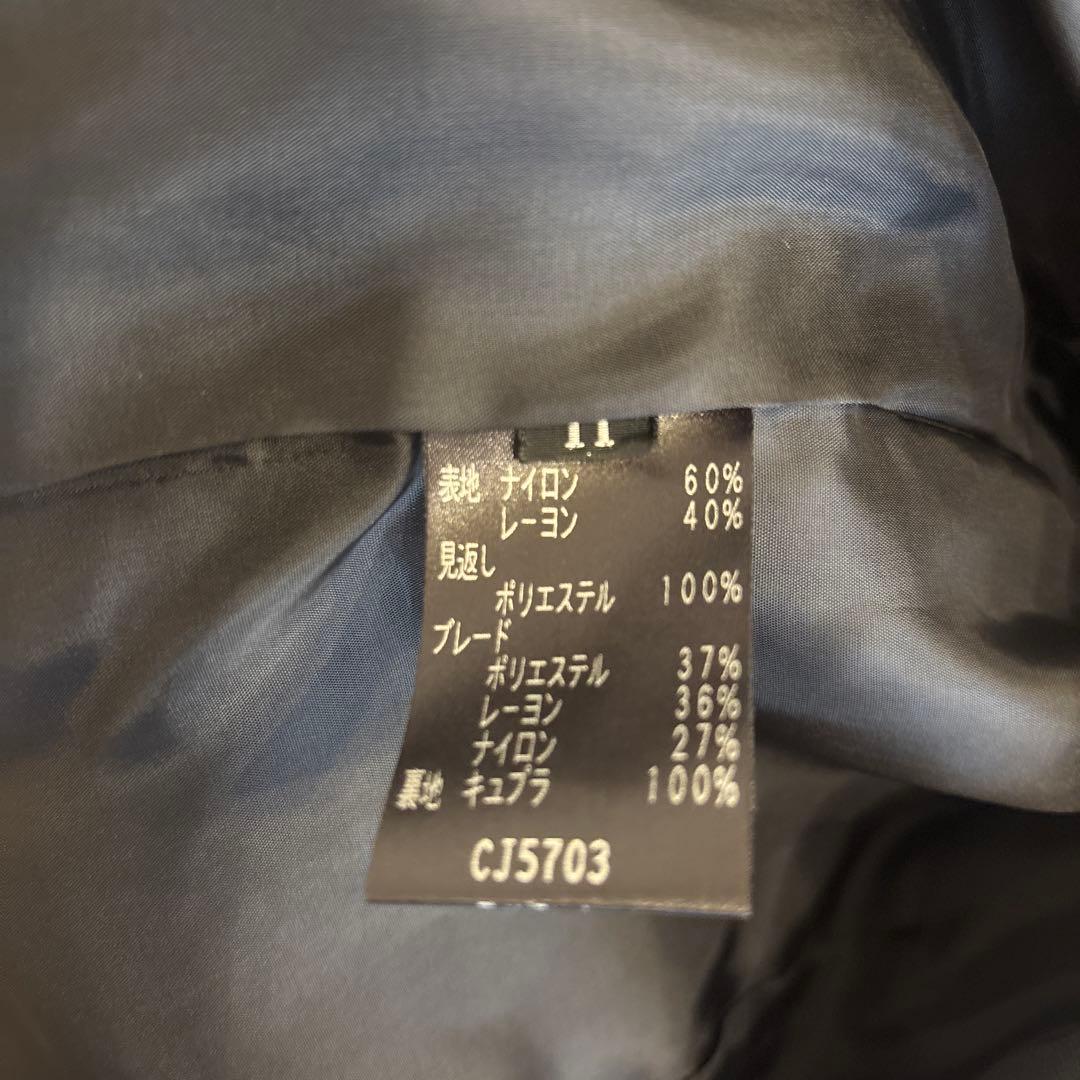 11
表地 ナイロン 60%
レーヨン 40%
見返し
ポリエステル 100%
ブレード
ポリエステル 37%
レーヨン 36%
ナイロン 27%
裏地 キュプラ 100%
CJ5703